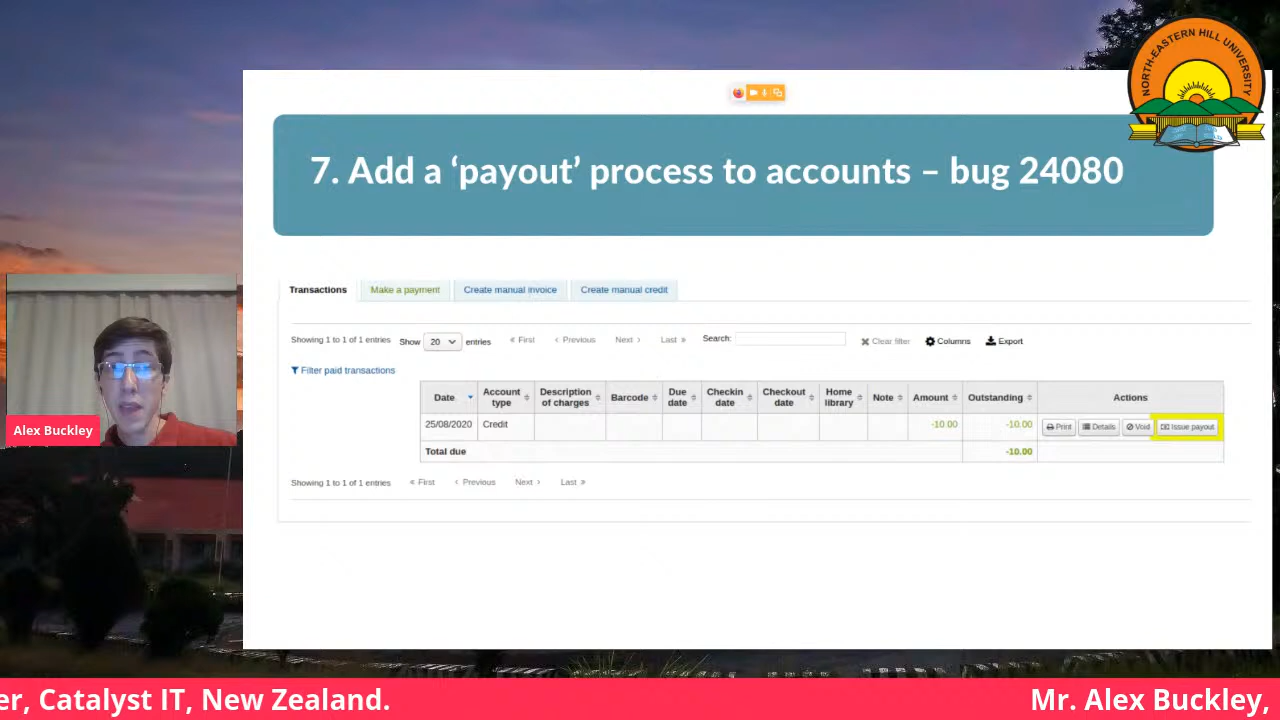 NORTH-EASTERN HILL UNIVERSITY
7. Add a ‘payout’ process to accounts – bug 24080
Transactions Make a payment Create manual invoice Create manual credit
Showing 1 to 1 of 1 entries Show 20 entries « First ‹ Previous Next › Last » Search: Clear filter Columns Export
Filter paid transactions
Date Account type Description of charges Barcode Due date Checkin date Checkout date Home library Note Amount Outstanding Actions
25/08/2020 Credit -10.00 -10.00 Print Details Void Issue payout
Total due -10.00
Showing 1 to 1 of 1 entries « First ‹ Previous Next › Last »
Alex Buckley
er, Catalyst IT, New Zealand. Mr. Alex Buckley,